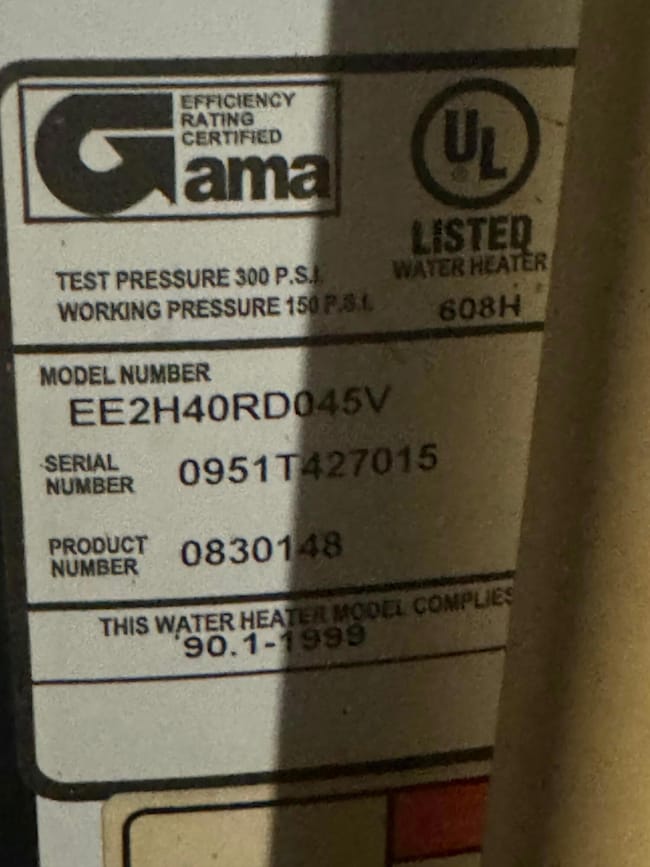 EFFICIENCY
RATING
CERTIFIED
Gama
UL
®
LISTED
WATER HEATER
608H
TEST PRESSURE 300 P.S.I.
WORKING PRESSURE 150 P.S.I.
MODEL NUMBER
EE2H40RD045V
SERIAL
NUMBER
0951T427015
PRODUCT
NUMBER
0830148
THIS WATER HEATER MODEL COMPLIES
90.1-1999